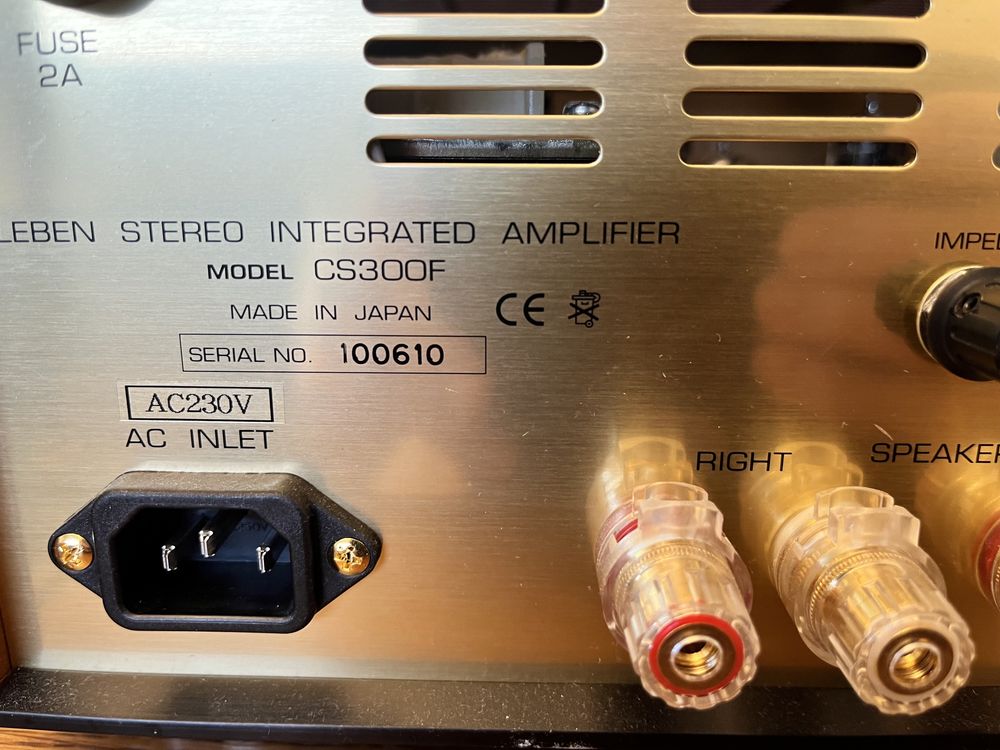 FUSE
2A
LEBEN STEREO INTEGRATED AMPLIFIER
MODEL CS300F
MADE IN JAPAN CE
SERIAL NO. 100610
AC230V
AC INLET
IMPE
RIGHT
SPEAKER